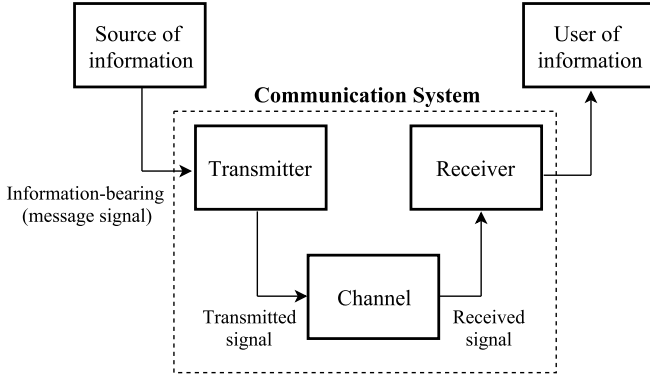 Source of
information
User of
information
Communication System
Transmitter
Receiver
Information-bearing
(message signal)
Channel
Transmitted
signal
Received
signal